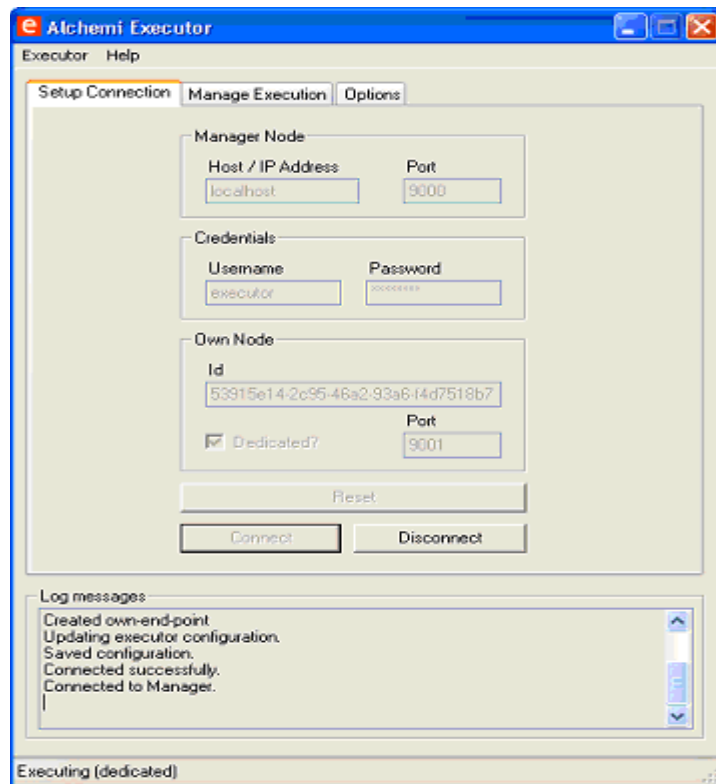 Alchemi Executor
Executor Help
Setup Connection Manage Execution Options
Manager Node
Host / IP Address Port
localhost 9000
Credentials
Username Password
executor ********
Own Node
Id
53915e14-2c95-46a2-93a6-f4d7518b7
Port
Dedicated? 9001
Reset
Connect Disconnect
Log messages
Created own-end-point
Updating executor configuration.
Saved configuration.
Connected successfully.
Connected to Manager.
Executing (dedicated)